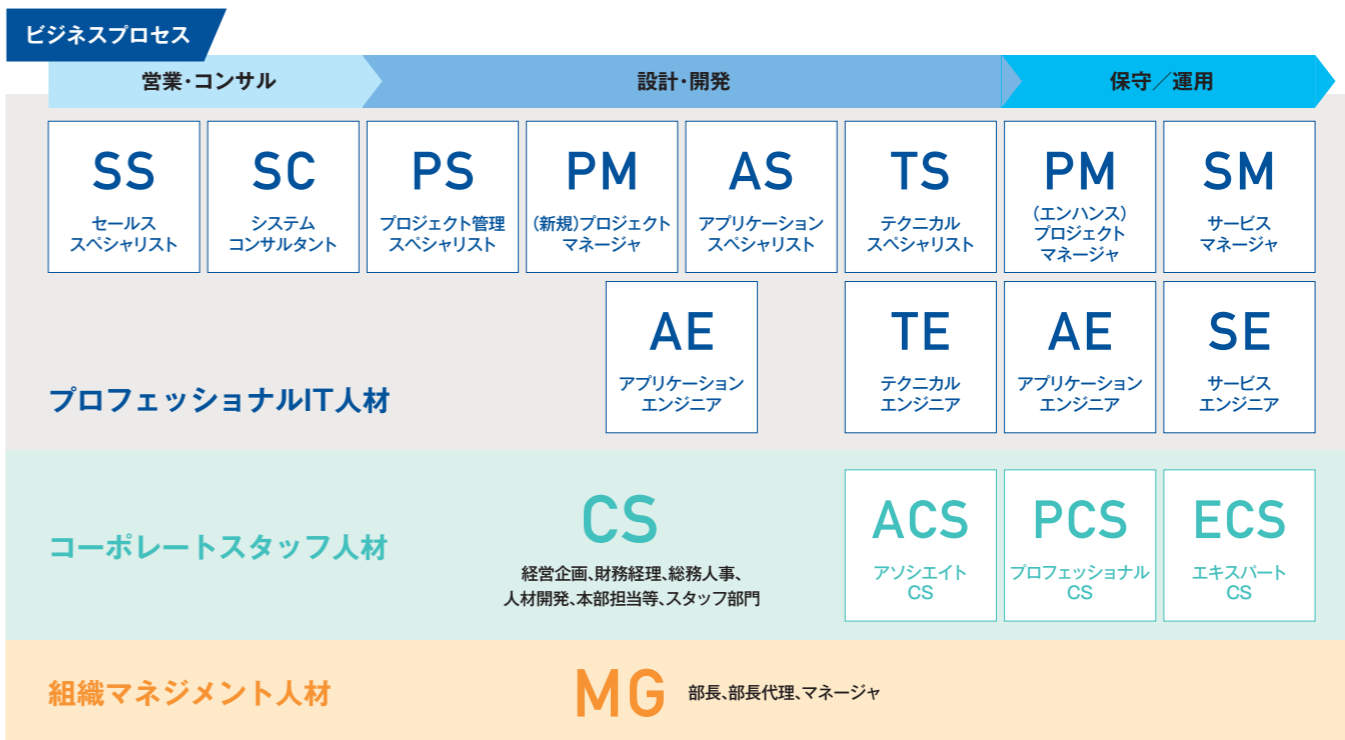 ビジネスプロセス
営業・コンサル
設計・開発
保守／運用
SS
セールス
スペシャリスト
SC
システム
コンサルタント
PS
プロジェクト管理
スペシャリスト
PM
(新規)プロジェクト
マネージャ
AS
アプリケーション
スペシャリスト
TS
テクニカル
スペシャリスト
PM
(エンハンス)
プロジェクト
マネージャ
SM
サービス
マネージャ
プロフェッショナルIT人材
AE
アプリケーション
エンジニア
TE
テクニカル
エンジニア
AE
アプリケーション
エンジニア
SE
サービス
エンジニア
コーポレートスタッフ人材
CS
経営企画、財務経理、総務人事、
人材開発、本部担当等、スタッフ部門
ACS
アソシエイト
CS
PCS
プロフェッショナル
CS
ECS
エキスパート
CS
組織マネジメント人材
MG
部長、部長代理、マネージャ